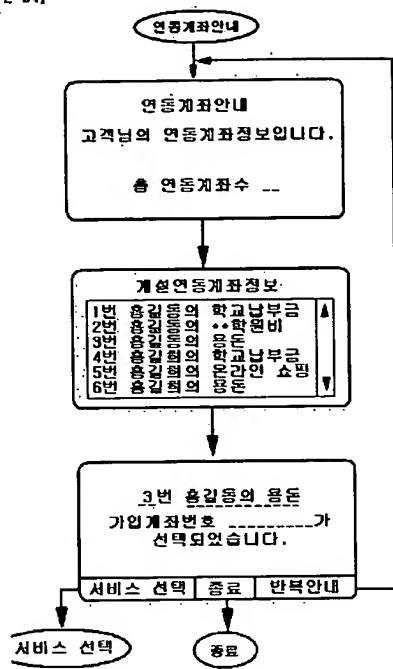 연동계좌안내
연동계좌안내
고객님의 연동계좌정보입니다.
총 연동계좌수 __
개설연동계좌정보
1번 홍길동의 학교납부금
2번 홍길동의 **학원비
3번 홍길동의 용돈
4번 홍길희의 학교납부금
5번 홍길희의 온라인 쇼핑
6번 홍길희의 용돈
3번 홍길동의 용돈
가입계좌번호 _________가
선택되었습니다.
서비스 선택 종료 반복안내
서비스 선택
종료